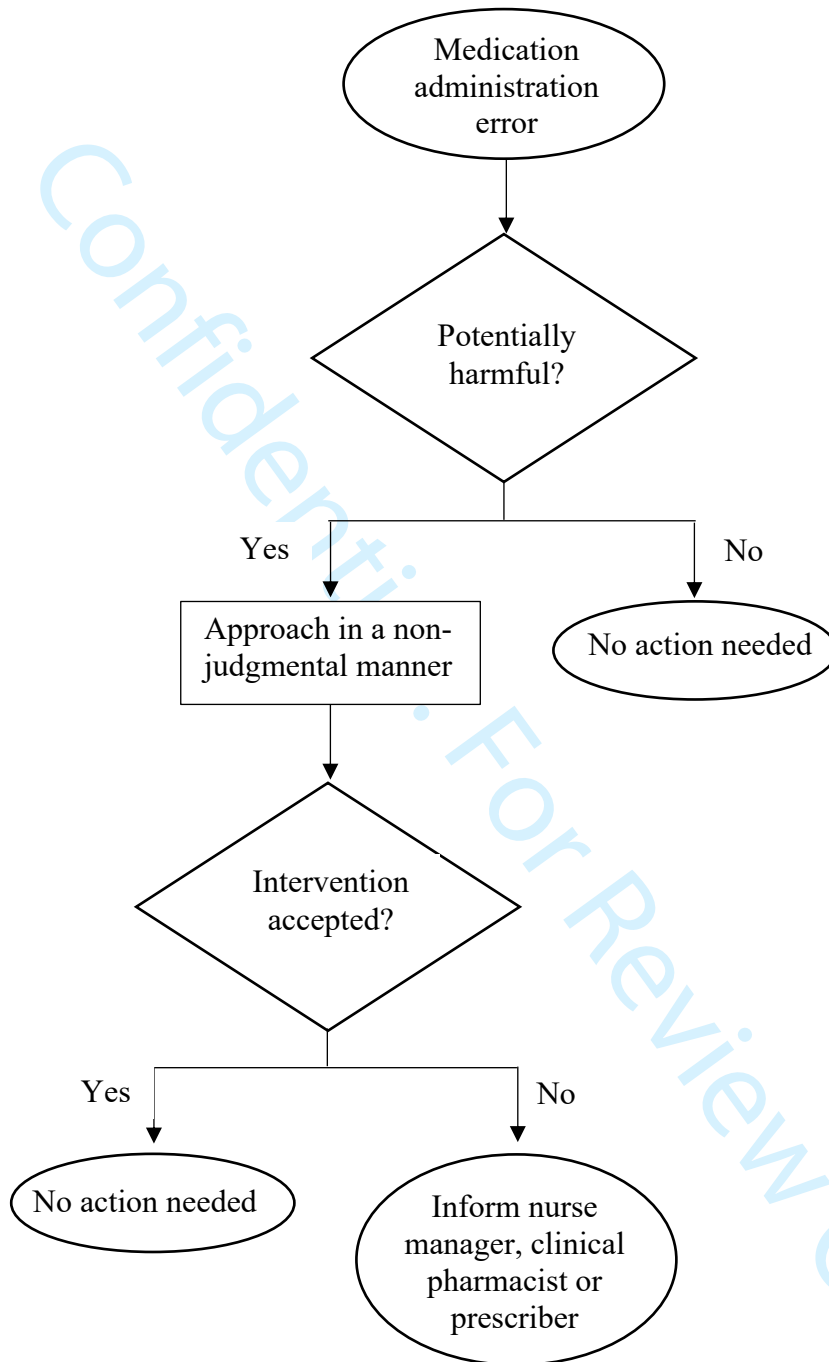 Medication
administration
error
Potentially
harmful?
Yes
No
Approach in a non-
judgmental manner
No action needed
Intervention
accepted?
Yes
No
No action needed
Inform nurse
manager, clinical
pharmacist or
prescriber
For Review